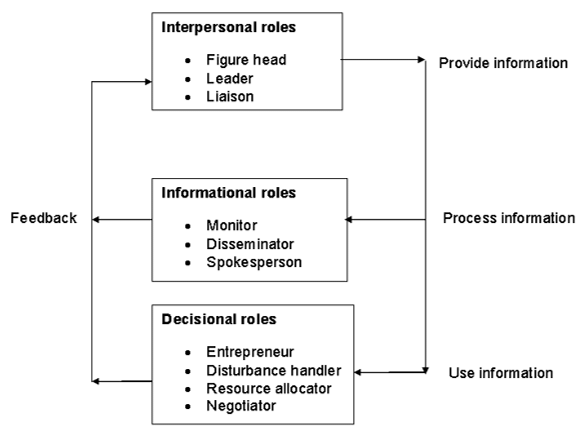 Interpersonal roles
• Figure head
• Leader
• Liaison
Provide information
Informational roles
• Monitor
• Disseminator
• Spokesperson
Feedback
Process information
Decisional roles
• Entrepreneur
• Disturbance handler
• Resource allocator
• Negotiator
Use information